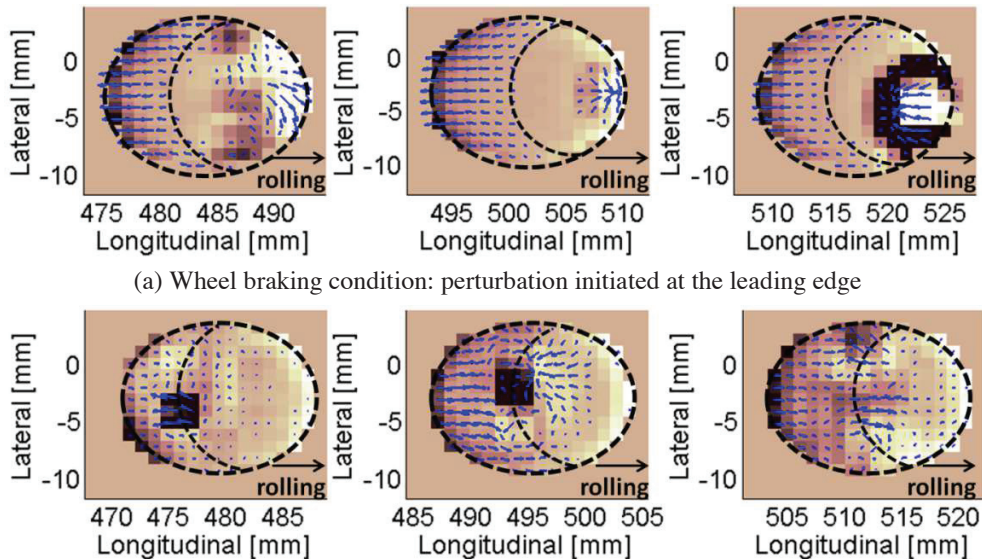 Lateral [mm]
0
-5
-10
rolling
475 480 485 490
Longitudinal [mm]
Lateral [mm]
0
-5
-10
rolling
495 500 505 510
Longitudinal [mm]
Lateral [mm]
0
-5
-10
rolling
510 515 520 525
Longitudinal [mm]
(a) Wheel braking condition: perturbation initiated at the leading edge
Lateral [mm]
0
-5
-10
rolling
470 475 480 485
Longitudinal [mm]
Lateral [mm]
0
-5
-10
rolling
485 490 495 500 505
Longitudinal [mm]
Lateral [mm]
0
-5
-10
rolling
505 510 515 520
Longitudinal [mm]